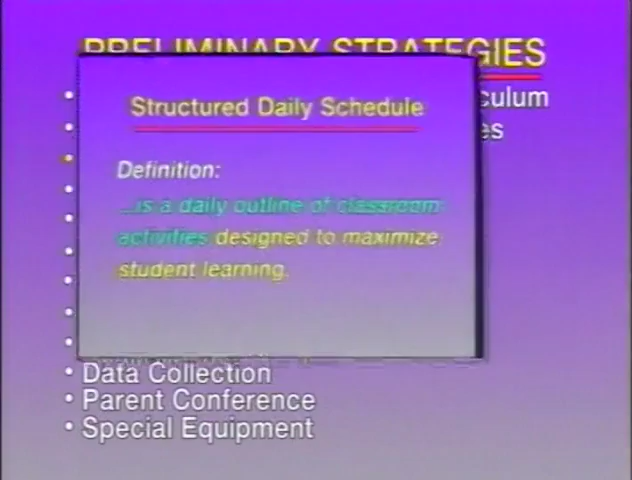 PRELIMINARY STRATEGIES
culum
es
Structured Daily Schedule
Definition:
...is a daily outline of classroom
activities designed to maximize
student learning.
• Data Collection
• Parent Conference
• Special Equipment